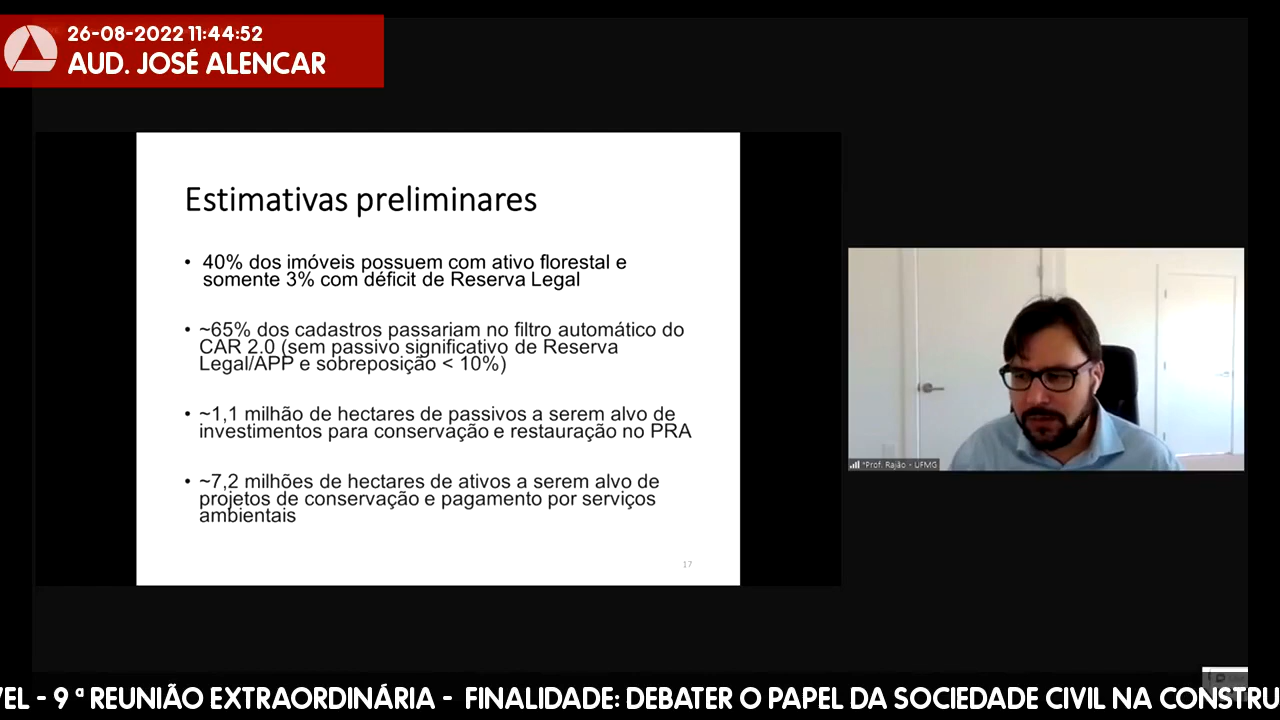 26-08-2022 11:44:52
AUD. JOSÉ ALENCAR
Estimativas preliminares
• 40% dos imóveis possuem com ativo florestal e
somente 3% com déficit de Reserva Legal
• ~65% dos cadastros passariam no filtro automático do
CAR 2.0 (sem passivo significativo de Reserva
Legal/APP e sobreposição < 10%)
• ~1,1 milhão de hectares de passivos a serem alvo de
investimentos para conservação e restauração no PRA
• ~7,2 milhões de hectares de ativos a serem alvo de
projetos de conservação e pagamento por serviços
ambientais
17
*Prof. Rajão - UFMG
VEL - 9 ª REUNIÃO EXTRAORDINÁRIA - FINALIDADE: DEBATER O PAPEL DA SOCIEDADE CIVIL NA CONSTRU